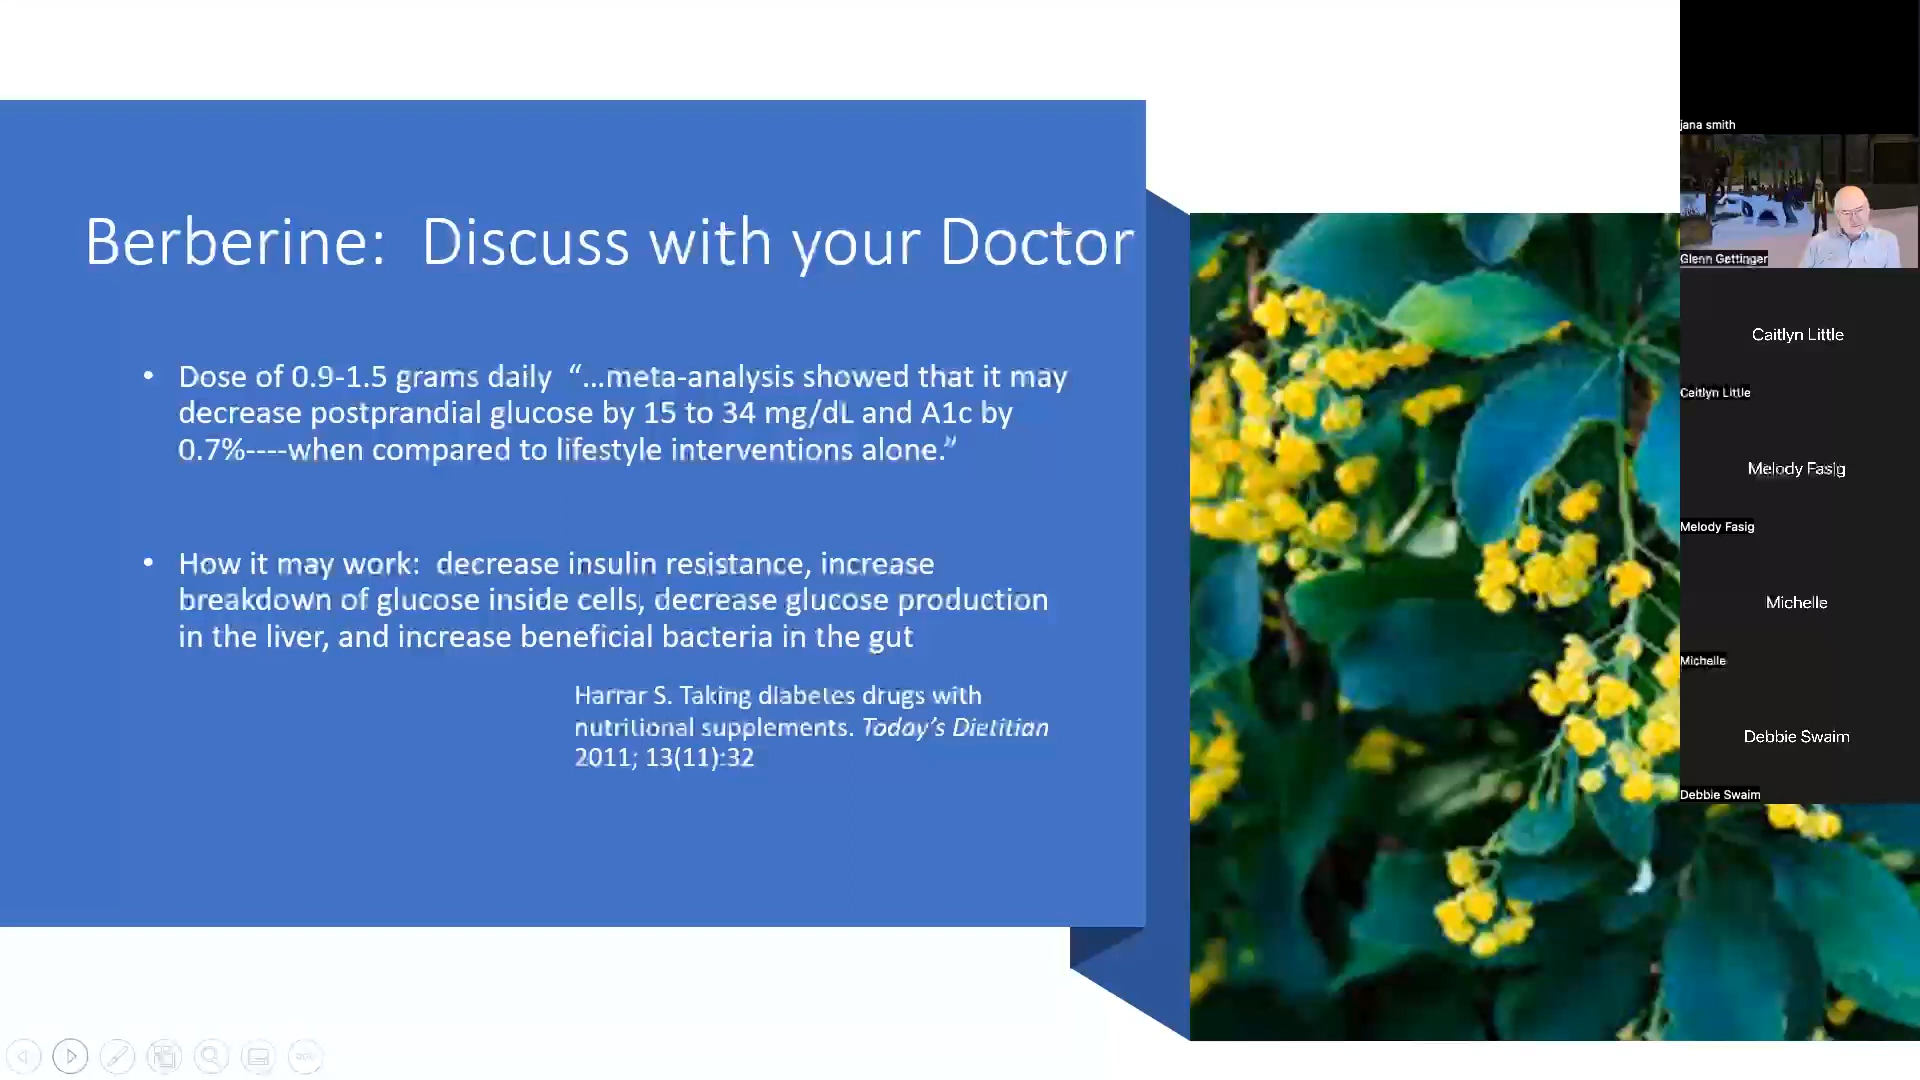 Berberine: Discuss with your Doctor
• Dose of 0.9-1.5 grams daily “...meta-analysis showed that it may
decrease postprandial glucose by 15 to 34 mg/dL and A1c by
0.7%----when compared to lifestyle interventions alone.”
• How it may work: decrease insulin resistance, increase
breakdown of glucose inside cells, decrease glucose production
in the liver, and increase beneficial bacteria in the gut
Harrar S. Taking diabetes drugs with
nutritional supplements. Today’s Dietitian
2011; 13(11):32
jana smith
Glenn Gettinger
Caitlyn Little
Caitlyn Little
Melody Fasig
Melody Fasig
Michelle
Michelle
Debbie Swaim
Debbie Swaim